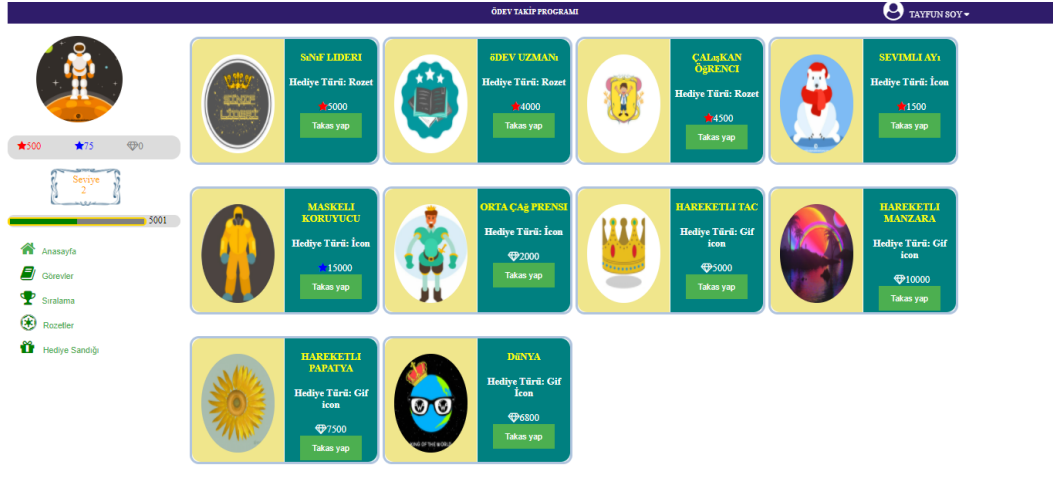 ÖDEV TAKİP PROGRAMI
TAYFUN SOY
500 75 0
Seviye
2
5001
Anasayfa
Görevler
Sıralama
Rozetler
Hediye Sandığı
SıNıF LIDERI
Hediye Türü: Rozet
5000
Takas yap
öDEV UZMANı
Hediye Türü: Rozet
4000
Takas yap
ÇALışKAN
ÖğRENCI
Hediye Türü: Rozet
4500
Takas yap
SEVIMLI AYı
Hediye Türü: İcon
1500
Takas yap
MASKELI
KORUYUCU
Hediye Türü: İcon
15000
Takas yap
ORTA ÇAğ PRENSI
Hediye Türü: İcon
2000
Takas yap
HAREKETLI TAC
Hediye Türü: Gif
icon
5000
Takas yap
HAREKETLI
MANZARA
Hediye Türü: Gif
icon
10000
Takas yap
HAREKETLI
PAPATYA
Hediye Türü: Gif
icon
7500
Takas yap
KING OF THE WORLD
DüNYA
Hediye Türü: Gif
İcon
6800
Takas yap